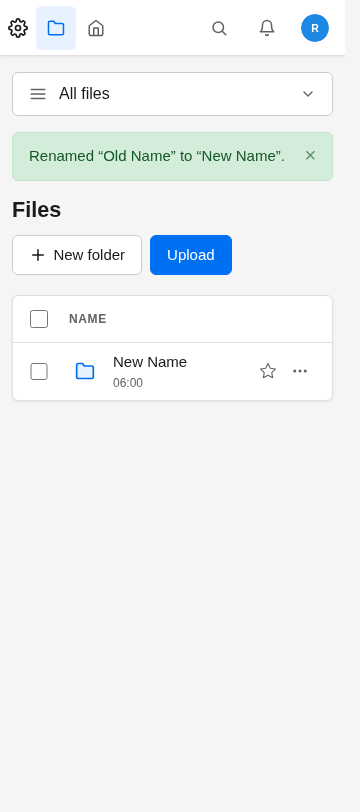 R
All files
Renamed “Old Name” to “New Name”.
Files
New folder
Upload
NAME
New Name
06:00